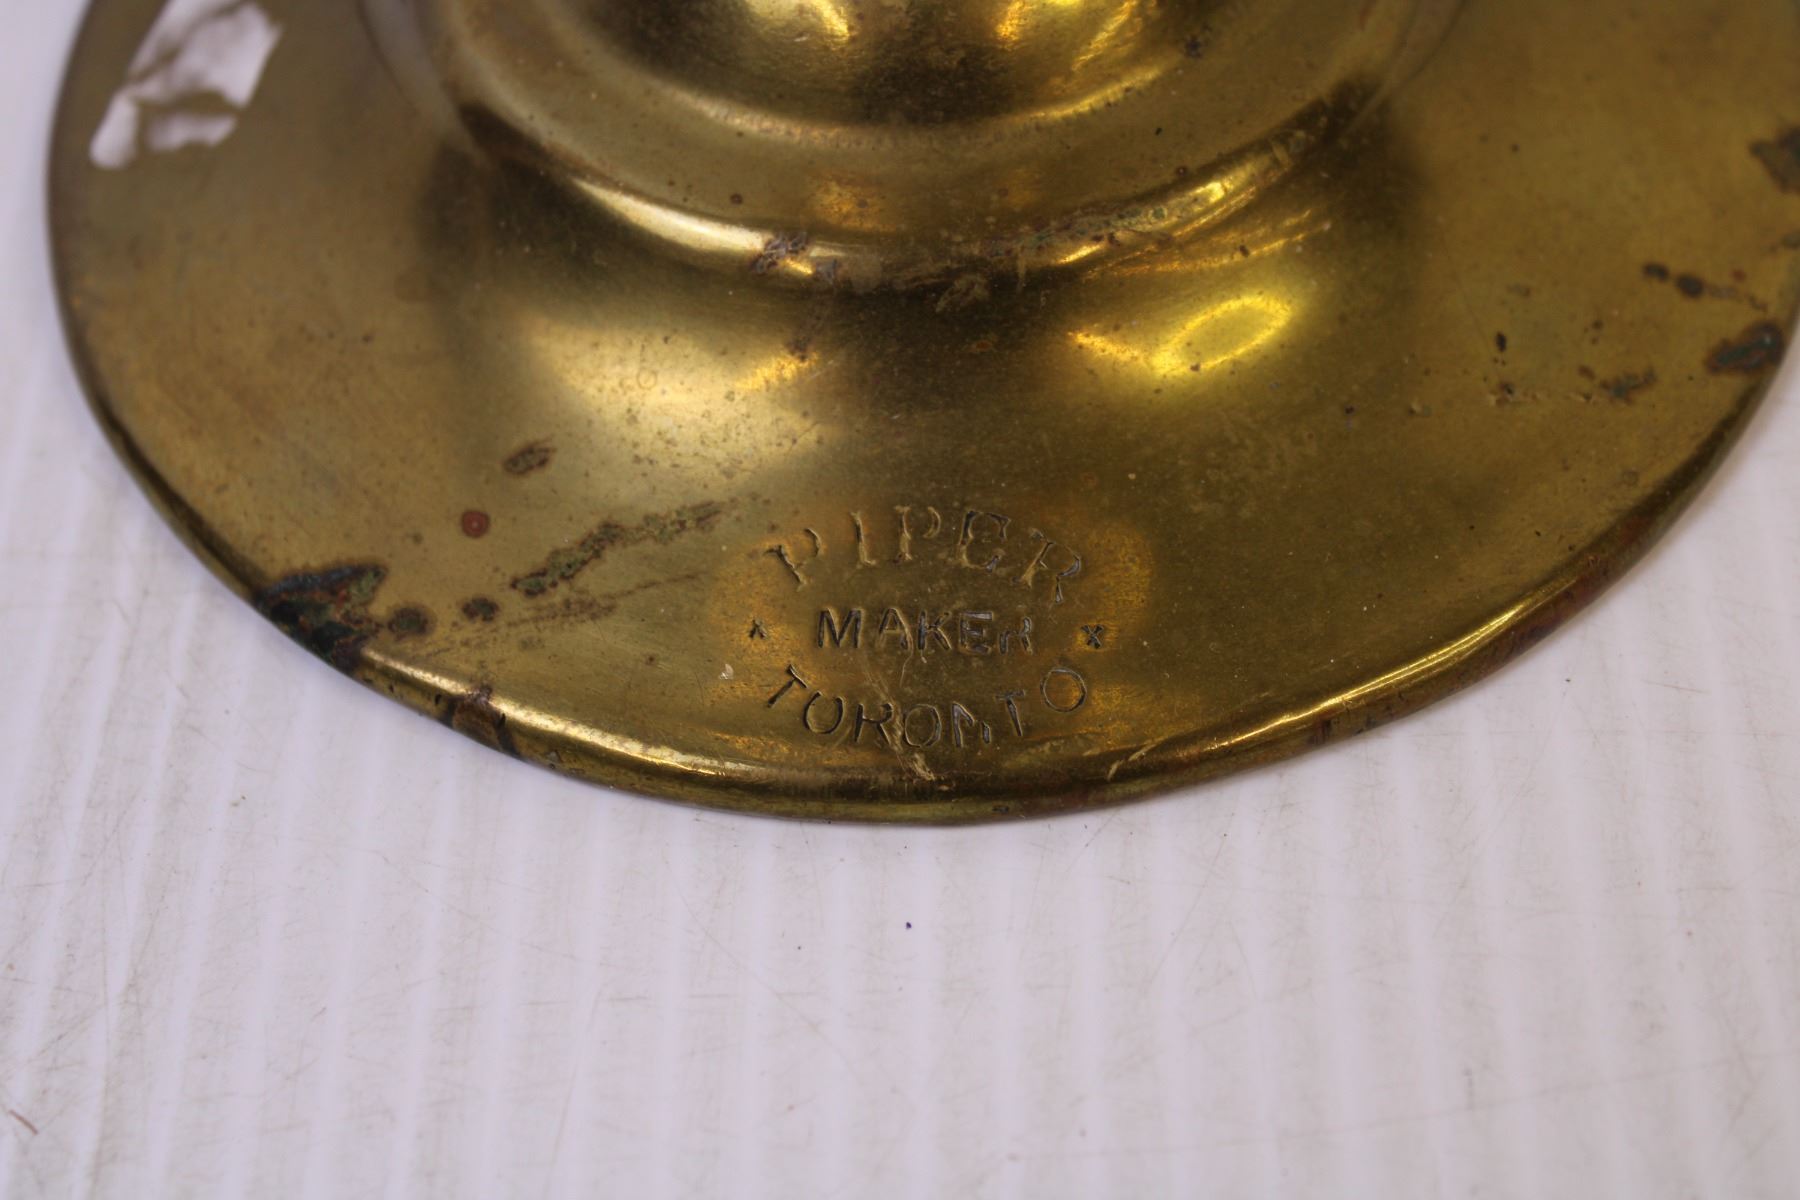 PIPER
x MAKER x
TORONTO